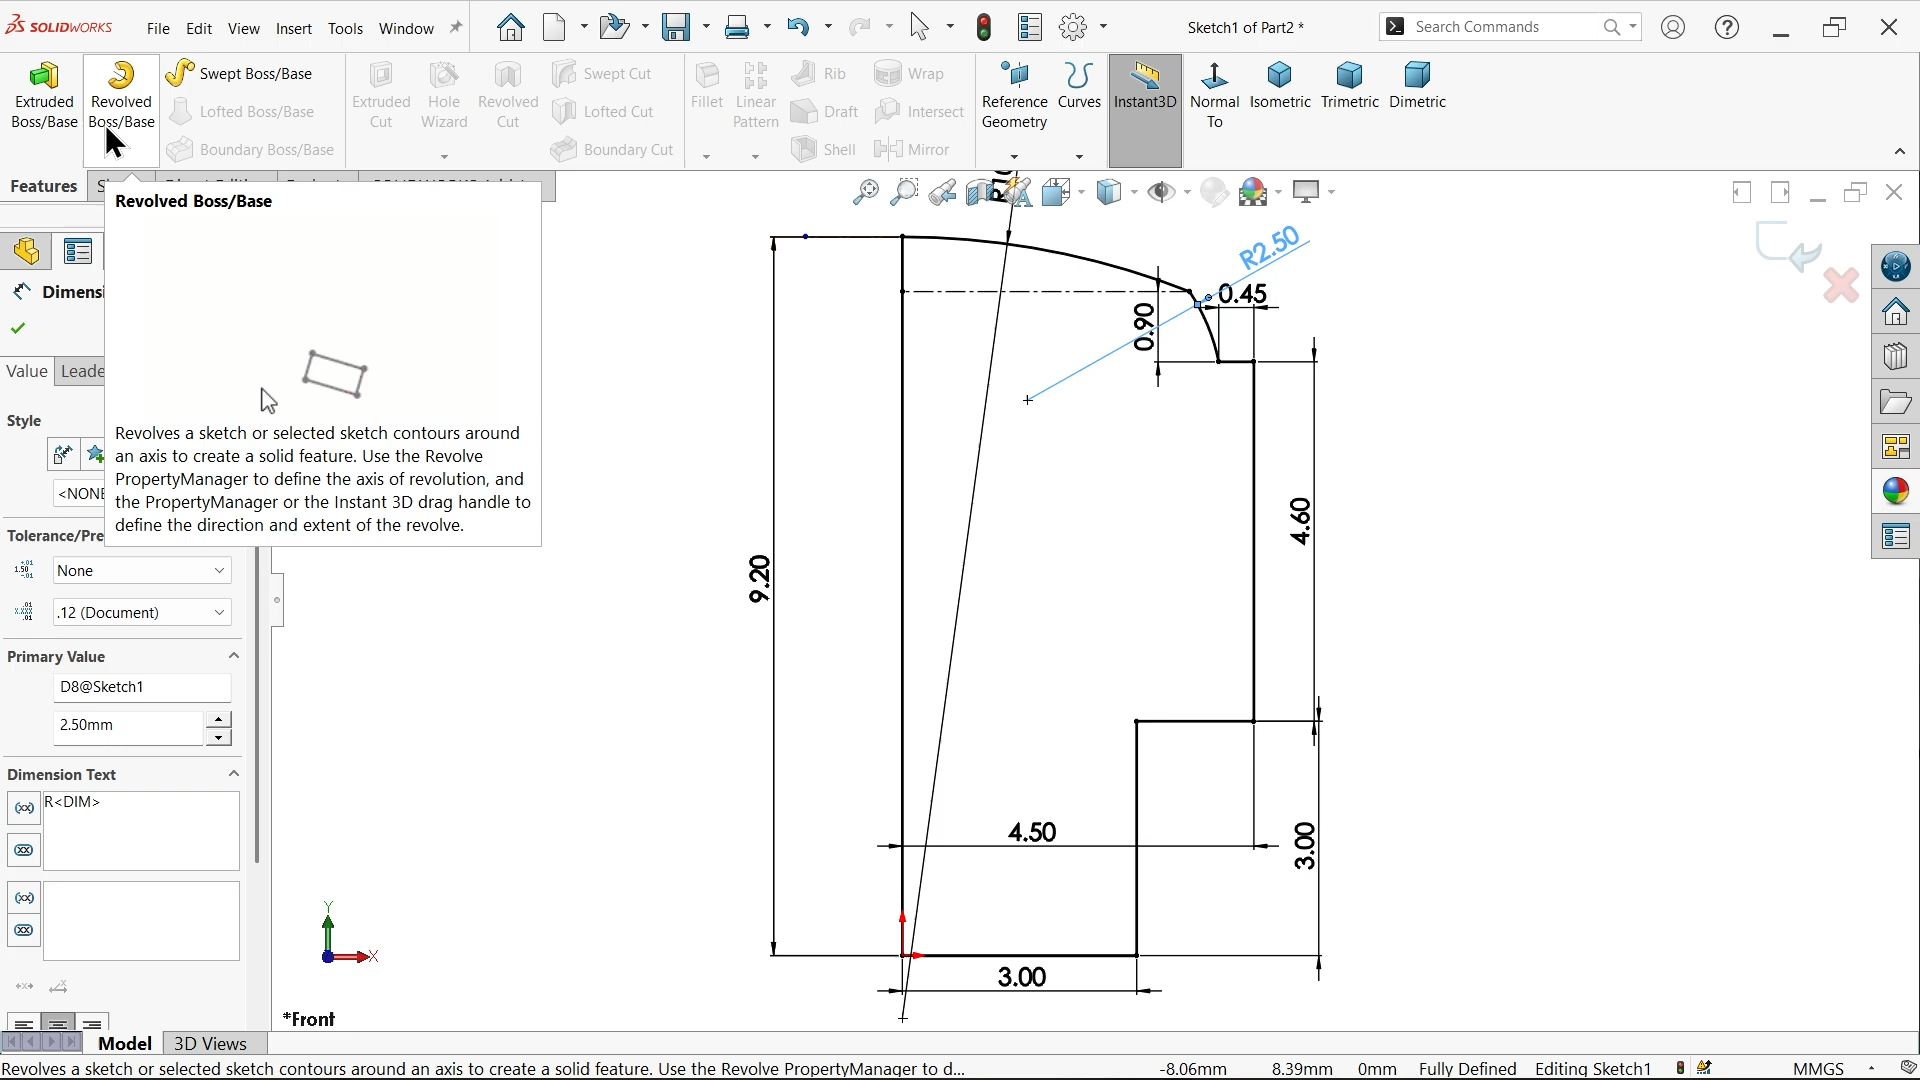 SOLIDWORKS
File Edit View Insert Tools Window
Sketch1 of Part2 *
Search Commands
Extruded Boss/Base
Revolved Boss/Base
Swept Boss/Base
Lofted Boss/Base
Boundary Boss/Base
Extruded Cut
Hole Wizard
Revolved Cut
Swept Cut
Lofted Cut
Boundary Cut
Fillet
Linear Pattern
Rib
Draft
Shell
Wrap
Intersect
Mirror
Reference Geometry
Curves
Instant3D
Normal To
Isometric
Trimetric
Dimetric
Features
Revolved Boss/Base
Revolves a sketch or selected sketch contours around
an axis to create a solid feature. Use the Revolve
PropertyManager to define the axis of revolution, and
the PropertyManager or the Instant 3D drag handle to
define the direction and extent of the revolve.
Dimensi
Value Leade
Style
<NONE
Tolerance/Pre
None
.12 (Document)
Primary Value
D8@Sketch1
2.50mm
Dimension Text
R<DIM>
R2.50
0.45
0.90
4.60
9.20
4.50
3.00
3.00
Y
X
*Front
Model 3D Views
Revolves a sketch or selected sketch contours around an axis to create a solid feature. Use the Revolve PropertyManager to d...
-8.06mm 8.39mm 0mm Fully Defined Editing Sketch1 MMGS